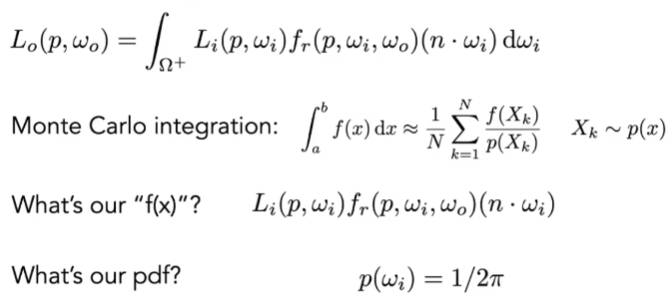 L_o(p, ω_o) = ∫_{Ω+} L_i(p, ω_i) f_r(p, ω_i, ω_o)(n · ω_i) dω_i
Monte Carlo integration: ∫_a^b f(x) dx ≈ 1/N ∑_{k=1}^N f(X_k)/p(X_k) X_k ∼ p(x)
What's our "f(x)"? L_i(p, ω_i) f_r(p, ω_i, ω_o)(n · ω_i)
What's our pdf? p(ω_i) = 1/2π